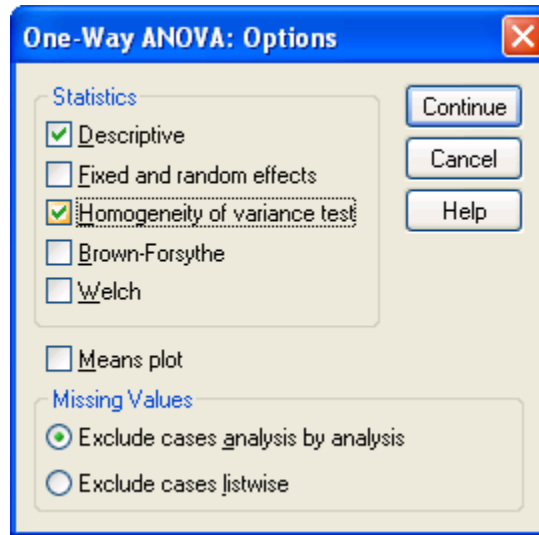 One-Way ANOVA: Options
Statistics
Descriptive
Fixed and random effects
Homogeneity of variance test
Brown-Forsythe
Welch
Continue
Cancel
Help
Means plot
Missing Values
Exclude cases analysis by analysis
Exclude cases listwise